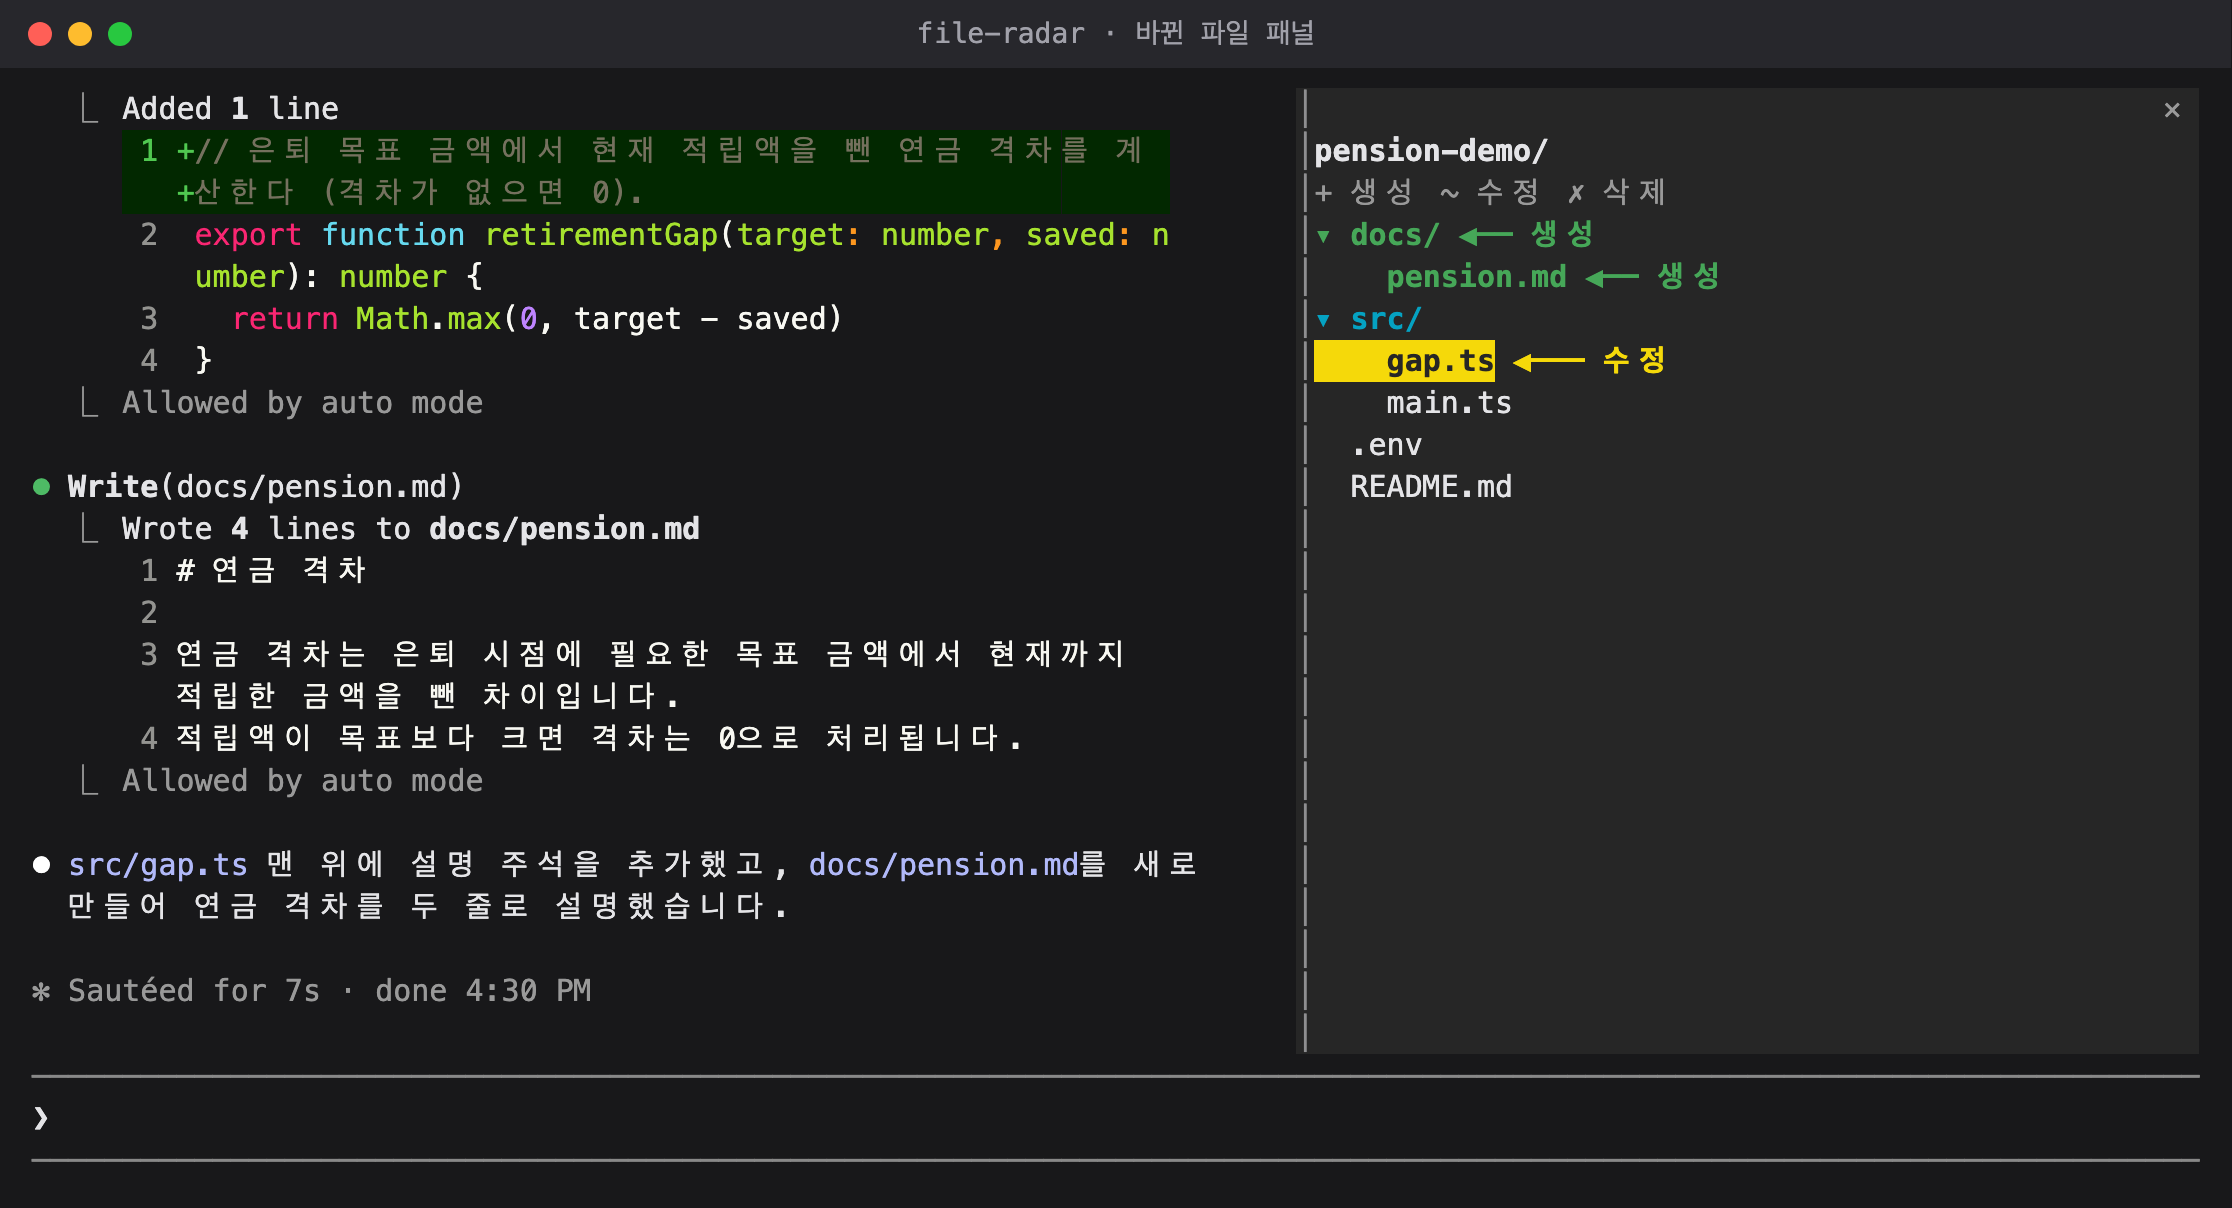 file-radar · 바뀐 파일 패널
⎿ Added 1 line
1 +// 은퇴 목표 금액에서 현재 적립액을 뺀 연금 격차를 계
+산한다 (격차가 없으면 0).
2 export function retirementGap(target: number, saved: n
umber): number {
3 return Math.max(0, target - saved)
4 }
⎿ Allowed by auto mode
● Write(docs/pension.md)
⎿ Wrote 4 lines to docs/pension.md
1 # 연금 격차
2
3 연금 격차는 은퇴 시점에 필요한 목표 금액에서 현재까지
적립한 금액을 뺀 차이입니다.
4 적립액이 목표보다 크면 격차는 0으로 처리됩니다.
⎿ Allowed by auto mode
● src/gap.ts 맨 위에 설명 주석을 추가했고, docs/pension.md를 새로
만들어 연금 격차를 두 줄로 설명했습니다.
✻ Sautéed for 7s · done 4:30 PM
❯
×
pension-demo/
+ 생성 ~ 수정 ✗ 삭제
▾ docs/ ◀── 생성
pension.md ◀── 생성
▾ src/
gap.ts ◀─── 수정
main.ts
.env
README.md